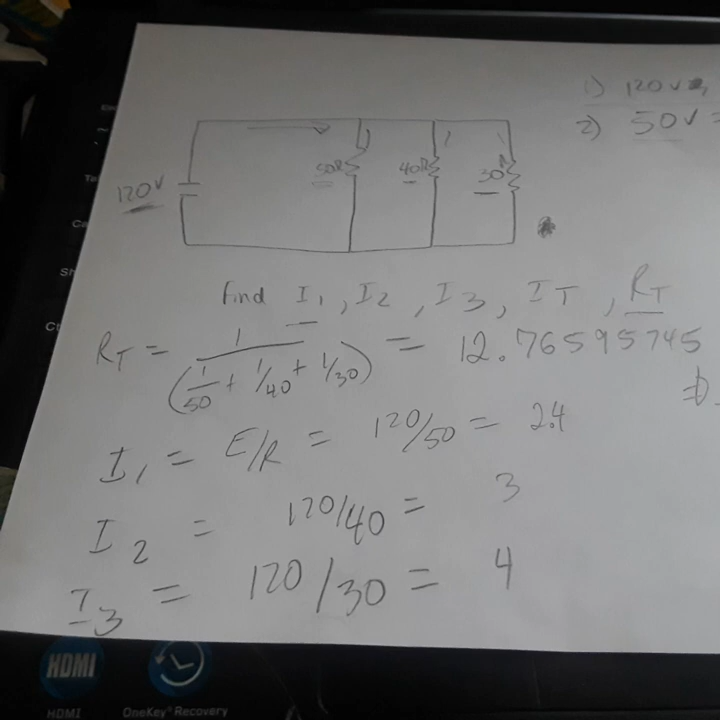 1) 120V
2) 50V =
120V
50Ω
40Ω
30Ω
Find I1, I2, I3, IT, RT
RT = 1 / (1/50 + 1/40 + 1/30) = 12.76595745
I1 = E/R = 120/50 = 2.4
I2 = 120/40 = 3
I3 = 120/30 = 4
HDMI
HDMI
OneKey Recovery